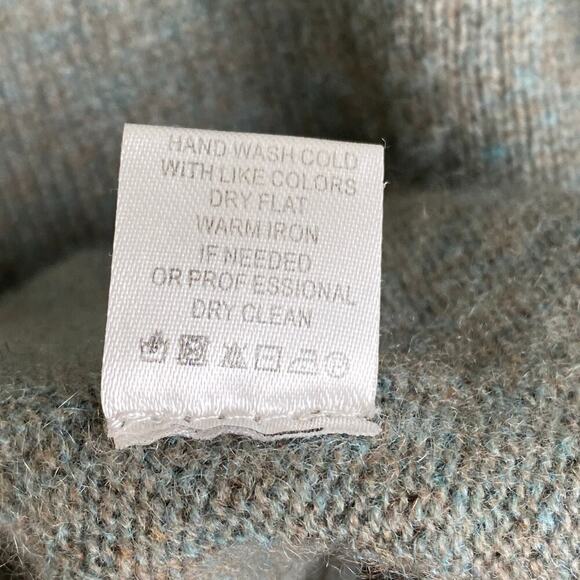 HAND WASH COLD
WITH LIKE COLORS
DRY FLAT
WARM IRON
IF NEEDED
OR PROFESSIONAL
DRY CLEAN